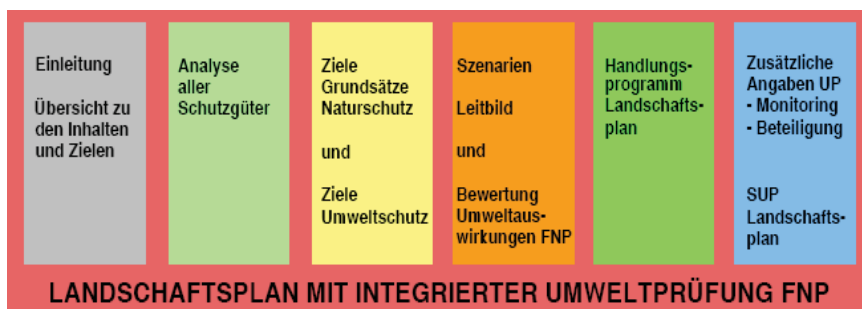 Einleitung
Übersicht zu
den Inhalten
und Zielen
Analyse
aller
Schutzgüter
Ziele
Grundsätze
Naturschutz
und
Ziele
Umweltschutz
Szenarien
Leitbild
und
Bewertung
Umweltaus-
wirkungen FNP
Handlungs-
programm
Landschafts-
plan
Zusätzliche
Angaben UP
- Monitoring
- Beteiligung
SUP
Landschafts-
plan
LANDSCHAFTSPLAN MIT INTEGRIERTER UMWELTPRÜFUNG FNP